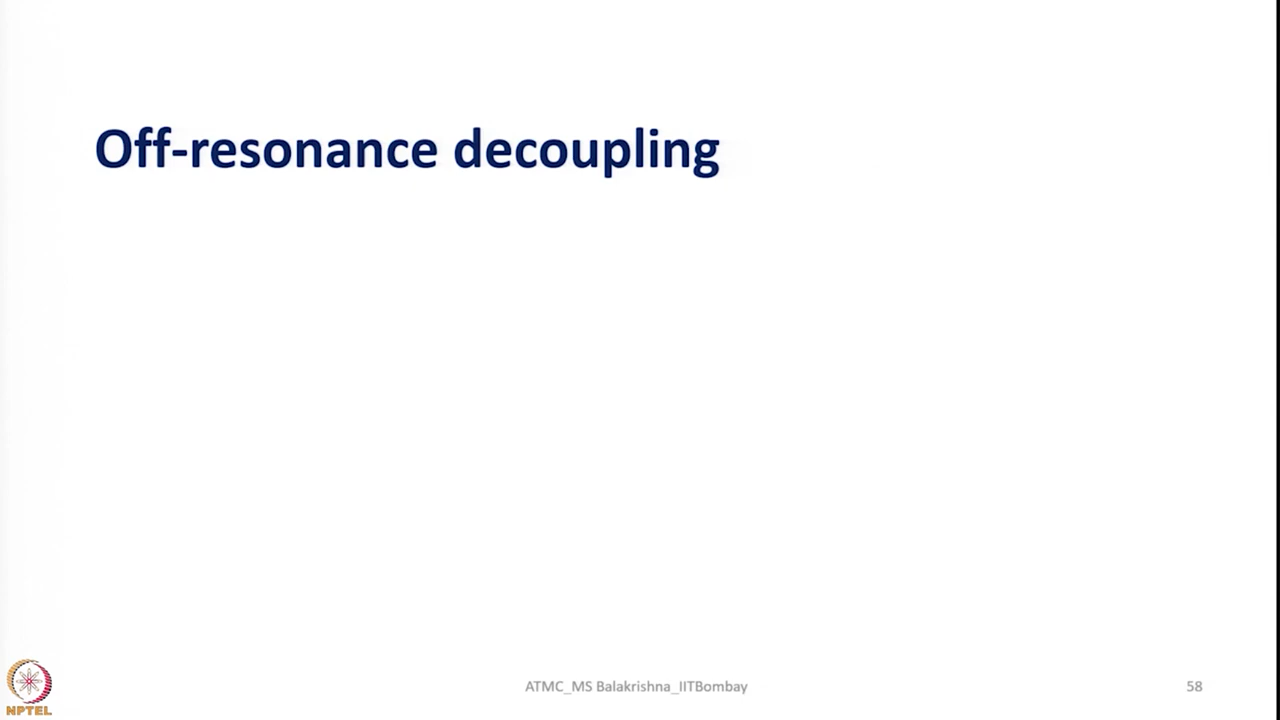 Off-resonance decoupling
ATMC_MS Balakrishna_IITBombay
58
NPTEL